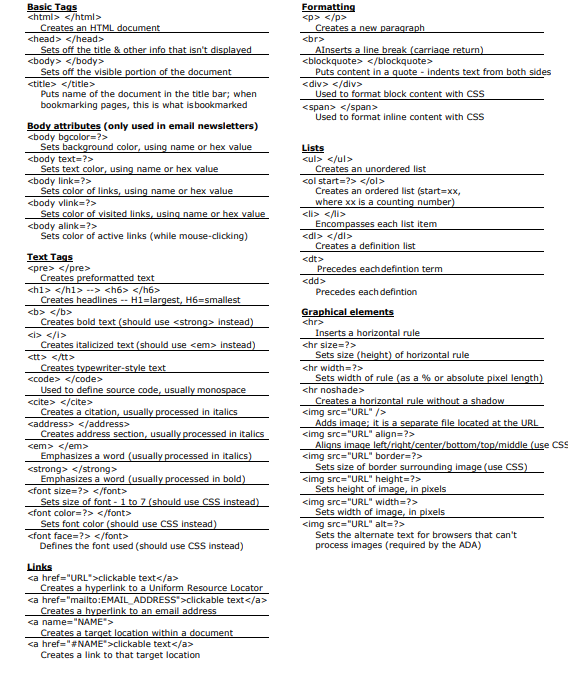 Basic Tags
<html> </html>
Creates an HTML document
<head> </head>
Sets off the title & other info that isn't displayed
<body> </body>
Sets off the visible portion of the document
<title> </title>
Puts name of the document in the title bar; when
bookmarking pages, this is what isbookmarked
Body attributes (only used in email newsletters)
<body bgcolor=?>
Sets background color, using name or hex value
<body text=?>
Sets text color, using name or hex value
<body link=?>
Sets color of links, using name or hex value
<body vlink=?>
Sets color of visited links, using name or hex value
<body alink=?>
Sets color of active links (while mouse-clicking)
Text Tags
<pre> </pre>
Creates preformatted text
<h1> </h1> --> <h6> </h6>
Creates headlines -- H1=largest, H6=smallest
<b> </b>
Creates bold text (should use <strong> instead)
<i> </i>
Creates italicized text (should use <em> instead)
<tt> </tt>
Creates typewriter-style text
<code> </code>
Used to define source code, usually monospace
<cite> </cite>
Creates a citation, usually processed in italics
<address> </address>
Creates address section, usually processed in italics
<em> </em>
Emphasizes a word (usually processed in italics)
<strong> </strong>
Emphasizes a word (usually processed in bold)
<font size=?> </font>
Sets size of font - 1 to 7 (should use CSS instead)
<font color=?> </font>
Sets font color (should use CSS instead)
<font face=?> </font>
Defines the font used (should use CSS instead)
Links
<a href="URL">clickable text</a>
Creates a hyperlink to a Uniform Resource Locator
<a href="mailto:EMAIL_ADDRESS">clickable text</a>
Creates a hyperlink to an email address
<a name="NAME">
Creates a target location within a document
<a href="#NAME">clickable text</a>
Creates a link to that target location
Formatting
<p> </p>
Creates a new paragraph
<br>
AInserts a line break (carriage return)
<blockquote> </blockquote>
Puts content in a quote - indents text from both sides
<div> </div>
Used to format block content with CSS
<span> </span>
Used to format inline content with CSS
Lists
<ul> </ul>
Creates an unordered list
<ol start=?> </ol>
Creates an ordered list (start=xx,
where xx is a counting number)
<li> </li>
Encompasses each list item
<dl> </dl>
Creates a definition list
<dt>
Precedes eachdefintion term
<dd>
Precedes eachdefintion
Graphical elements
<hr>
Inserts a horizontal rule
<hr size=?>
Sets size (height) of horizontal rule
<hr width=?>
Sets width of rule (as a % or absolute pixel length)
<hr noshade>
Creates a horizontal rule without a shadow
<img src="URL" />
Adds image; it is a separate file located at the URL
<img src="URL" align=?>
Aligns image left/right/center/bottom/top/middle (use CSS
<img src="URL" border=?>
Sets size of border surrounding image (use CSS)
<img src="URL" height=?>
Sets height of image, in pixels
<img src="URL" width=?>
Sets width of image, in pixels
<img src="URL" alt=?>
Sets the alternate text for browsers that can't
process images (required by the ADA)